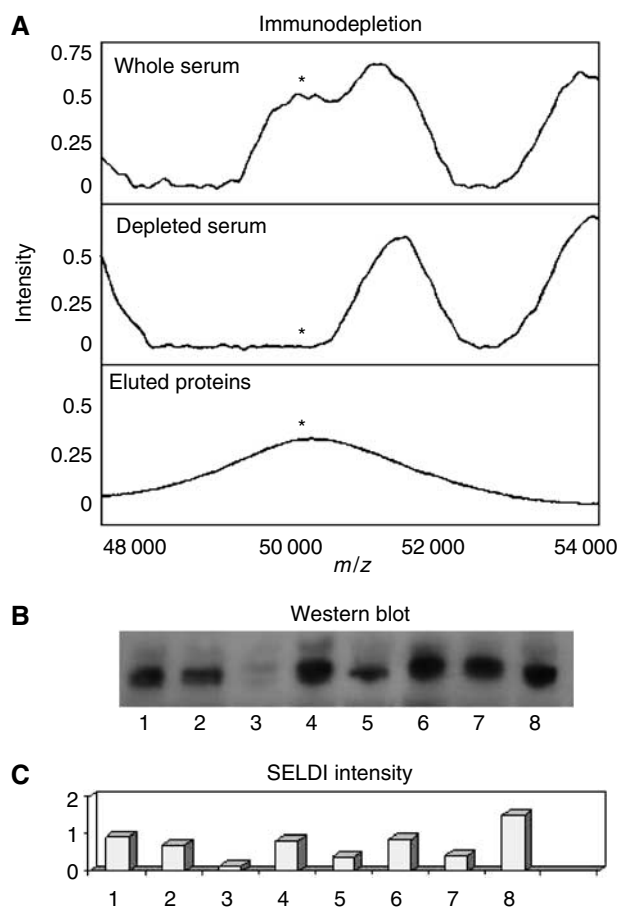 A
Immunodepletion
0.75
Whole serum
*
0.5
0.25
0
Depleted serum
0.5
0.25
*
0
Intensity
Eluted proteins
0.5
*
0.25
0
48 000 50 000 52 000 54 000
m/z
B
Western blot
1 2 3 4 5 6 7 8
C
SELDI intensity
2
1
0
1 2 3 4 5 6 7 8